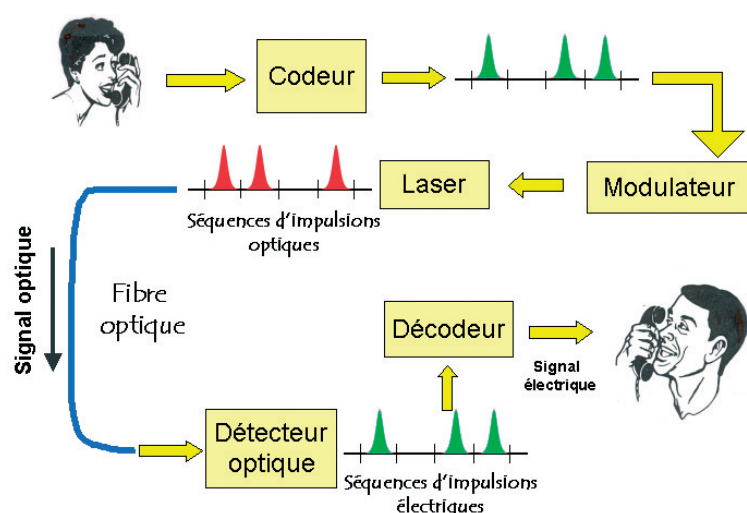 Codeur
Modulateur
Laser
Séquences d'impulsions
optiques
Signal optique
Fibre
optique
Décodeur
Signal
électrique
Détecteur
optique
Séquences d'impulsions
électriques